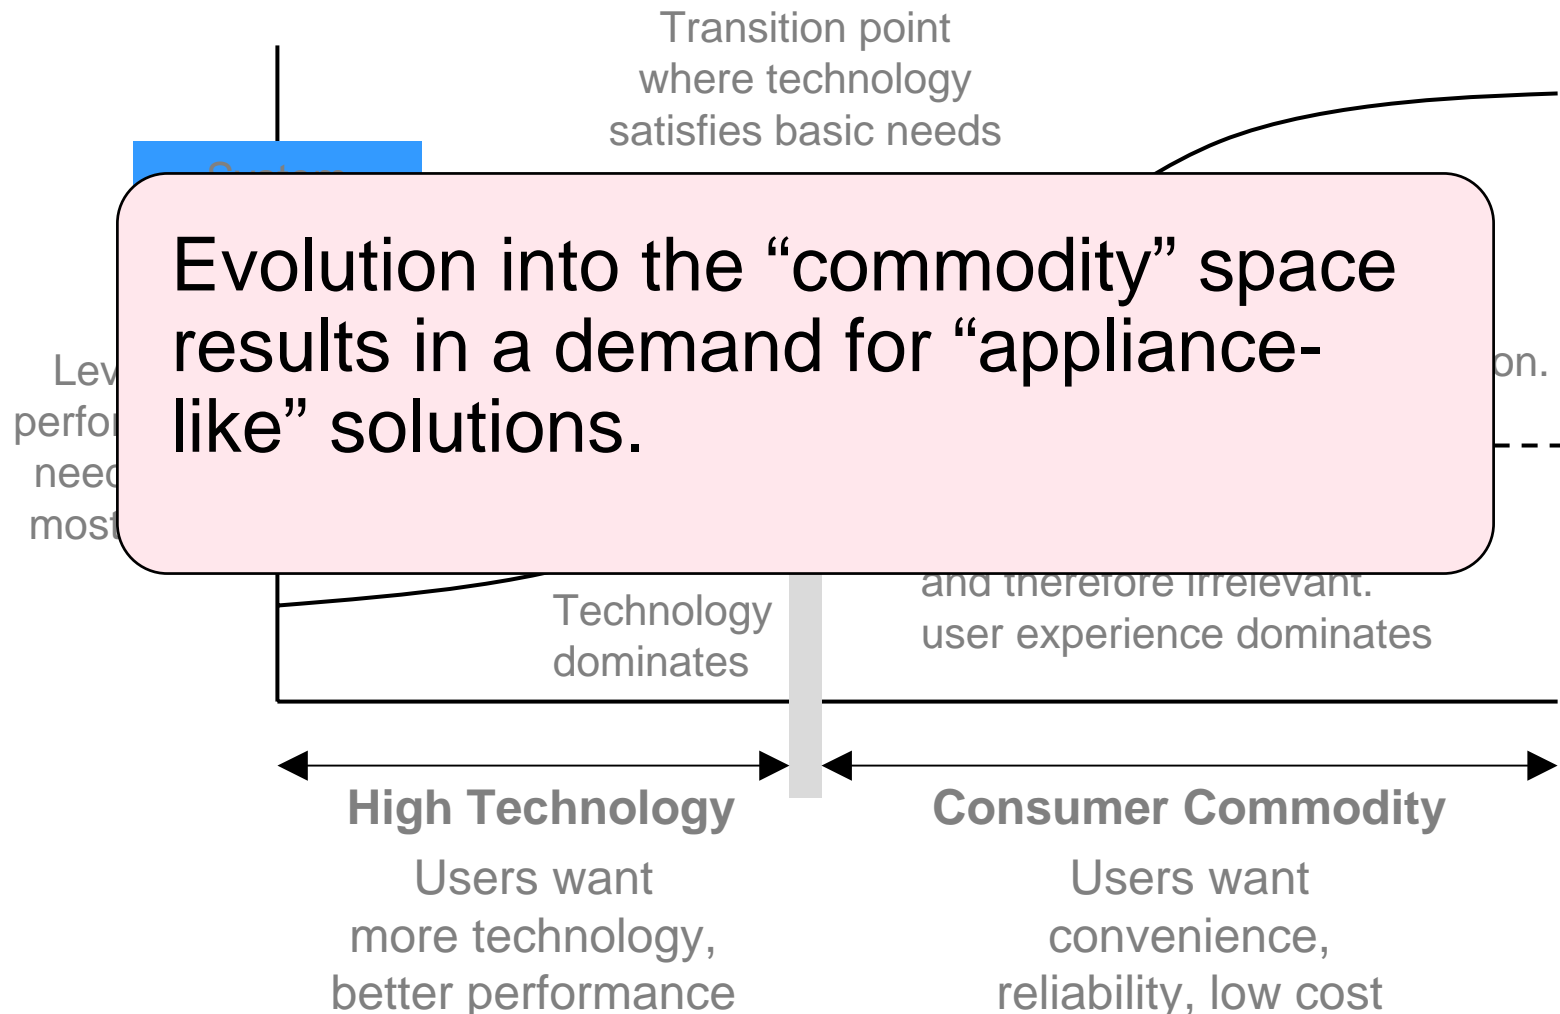 Transition point
where technology
satisfies basic needs
Evolution into the “commodity” space
results in a demand for “appliance-
like” solutions.
most
and therefore irrelevant.
user experience dominates
Technology
dominates
High Technology
Users want
more technology,
better performance
Consumer Commodity
Users want
convenience,
reliability, low cost